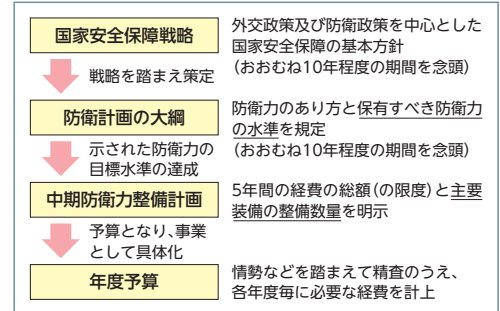 国家安全保障戦略
外交政策及び防衛政策を中心とした
国家安全保障の基本方針
(おおむね10年程度の期間を念頭)
戦略を踏まえ策定
防衛計画の大綱
防衛力のあり方と保有すべき防衛力
の水準を規定
(おおむね10年程度の期間を念頭)
示された防衛力の
目標水準の達成
中期防衛力整備計画
5年間の経費の総額(の限度)と主要
装備の整備数量を明示
予算となり、事業
として具体化
年度予算
情勢などを踏まえて精査のうえ、
各年度毎に必要な経費を計上